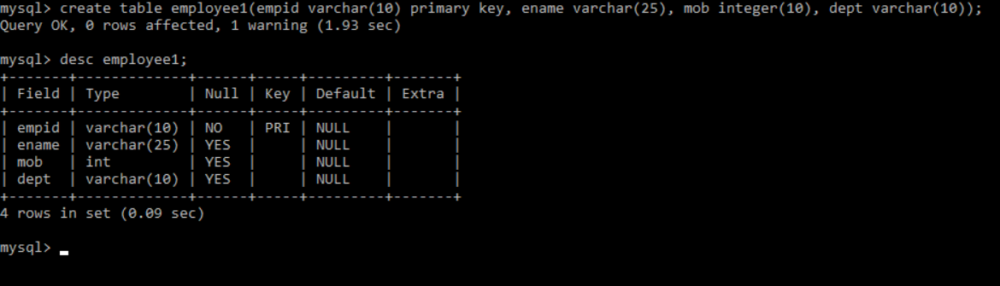 mysql> create table employee1(empid varchar(10) primary key, ename varchar(25), mob integer(10), dept varchar(10));
Query OK, 0 rows affected, 1 warning (1.93 sec)
mysql> desc employee1;
+-------+-------------+------+-----+---------+-------+
| Field | Type        | Null | Key | Default | Extra |
+-------+-------------+------+-----+---------+-------+
| empid | varchar(10) | NO   | PRI | NULL    |       |
| ename | varchar(25) | YES  |     | NULL    |       |
| mob   | int         | YES  |     | NULL    |       |
| dept  | varchar(10) | YES  |     | NULL    |       |
+-------+-------------+------+-----+---------+-------+
4 rows in set (0.09 sec)
mysql>